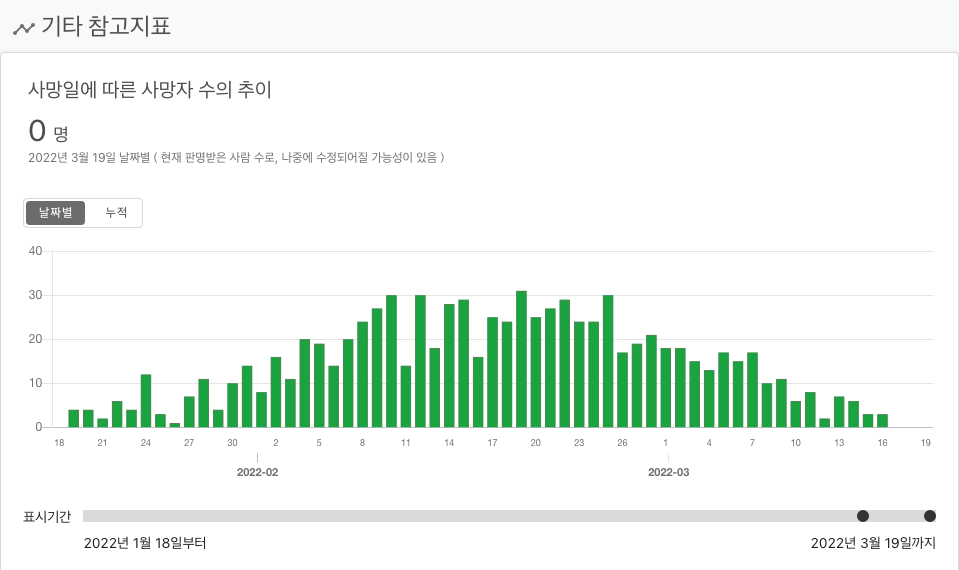 기타 참고지표
사망일에 따른 사망자 수의 추이
0 명
2022년 3월 19일 날짜별 ( 현재 판명받은 사람 수로, 나중에 수정되어질 가능성이 있음 )
날짜별 누적
40
30
20
10
0
18 21 24 27 30 2 5 8 11 14 17 20 23 26 1 4 7 10 13 16 19
2022-02 2022-03
표시기간
2022년 1월 18일부터 2022년 3월 19일까지